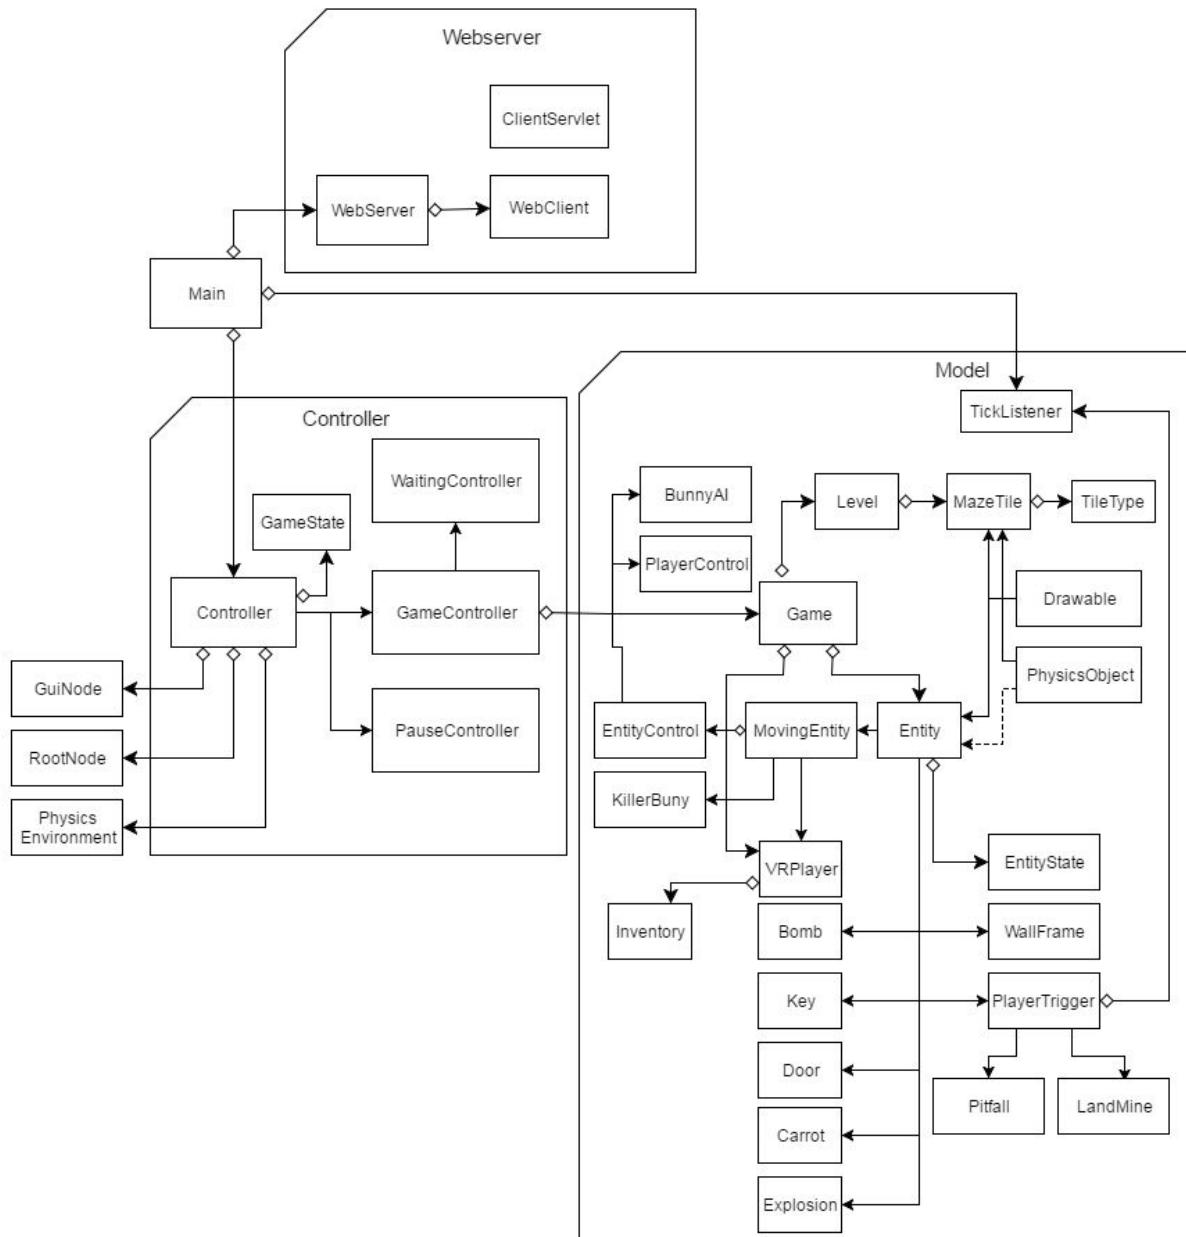 Webserver
ClientServlet
WebServer
WebClient
Main
Model
TickListener
Controller
WaitingController
BunnyAI
Level
MazeTile
TileType
GameState
PlayerControl
Drawable
Controller
GameController
Game
PhysicsObject
GuiNode
PauseController
EntityControl
MovingEntity
Entity
RootNode
KillerBuny
Physics
Environment
VRPlayer
EntityState
Inventory
Bomb
WallFrame
Key
PlayerTrigger
Door
Pitfall
LandMine
Carrot
Explosion